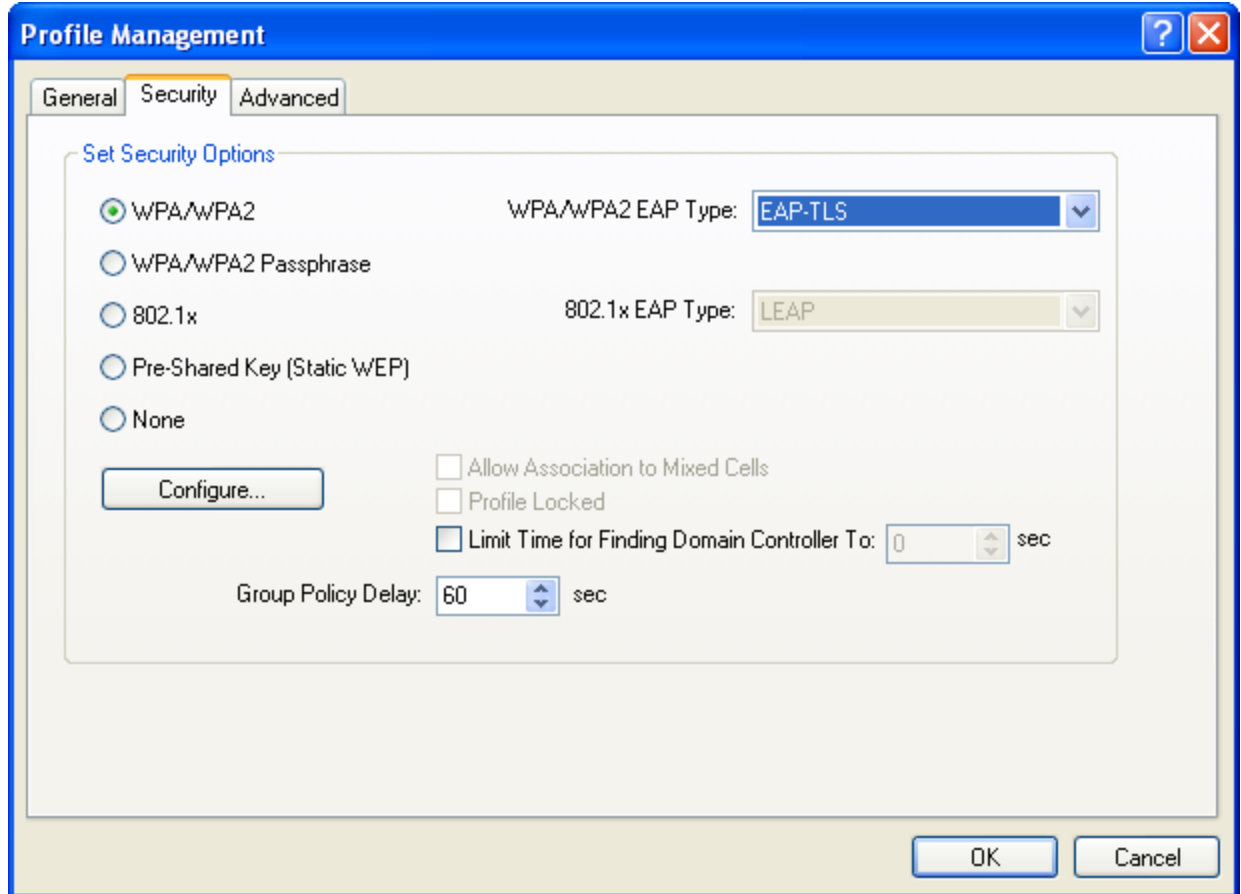 Profile Management
General Security Advanced
Set Security Options
WPA/WPA2 WPA/WPA2 EAP Type: EAP-TLS
WPA/WPA2 Passphrase
802.1x 802.1x EAP Type: LEAP
Pre-Shared Key (Static WEP)
None
Allow Association to Mixed Cells
Configure...
Profile Locked
Limit Time for Finding Domain Controller To: 0 sec
Group Policy Delay: 60 sec
OK Cancel